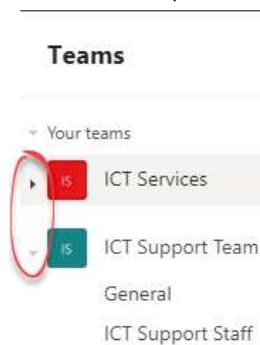 Teams
Your teams
IS ICT Services
IS ICT Support Team
General
ICT Support Staff